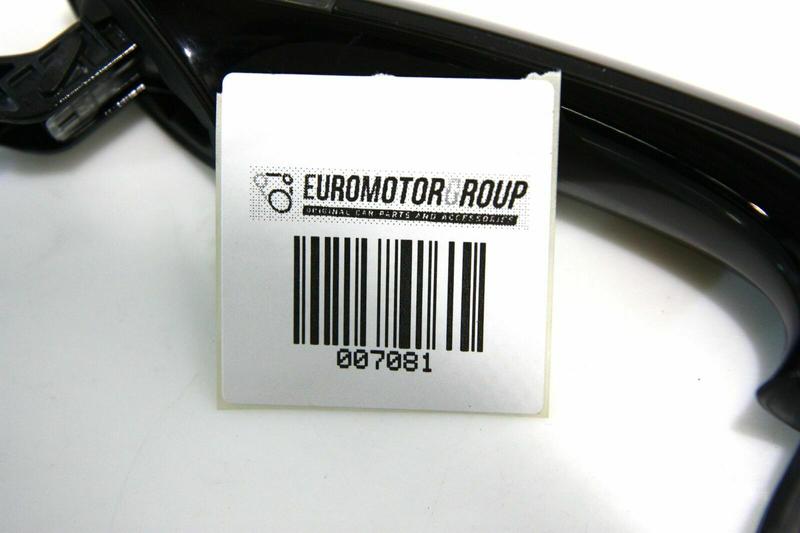 EUROMOTORGROUP
ORIGINAL CAR PARTS AND ACCESSORIES
007081